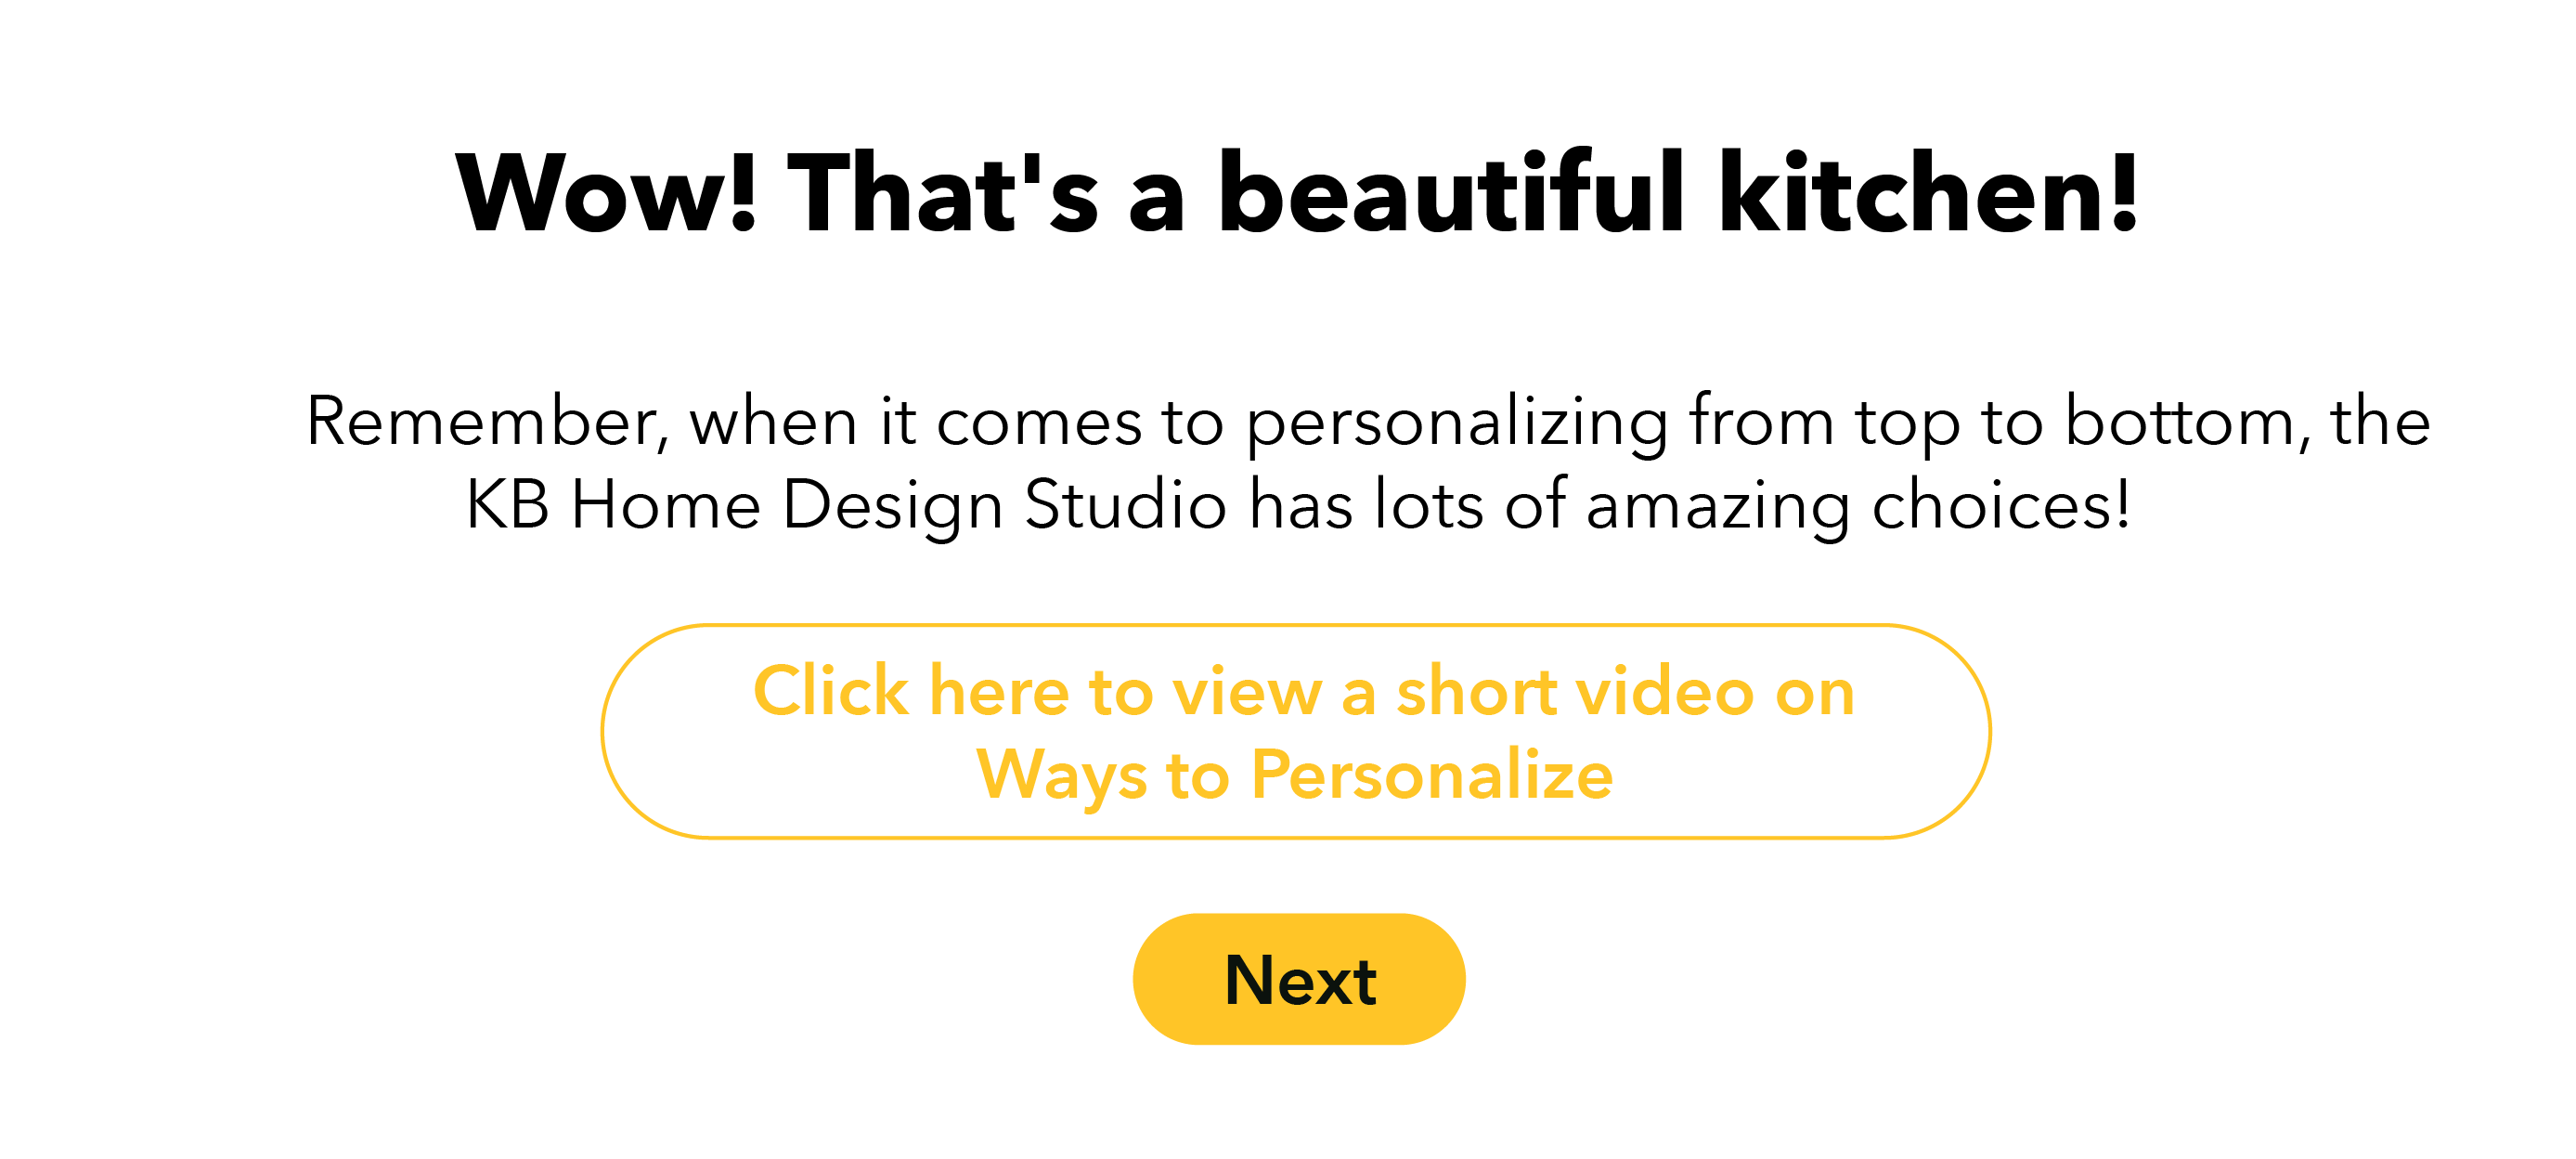 Wow! That's a beautiful kitchen!
Remember, when it comes to personalizing from top to bottom, the
KB Home Design Studio has lots of amazing choices!
Click here to view a short video on
Ways to Personalize
Next